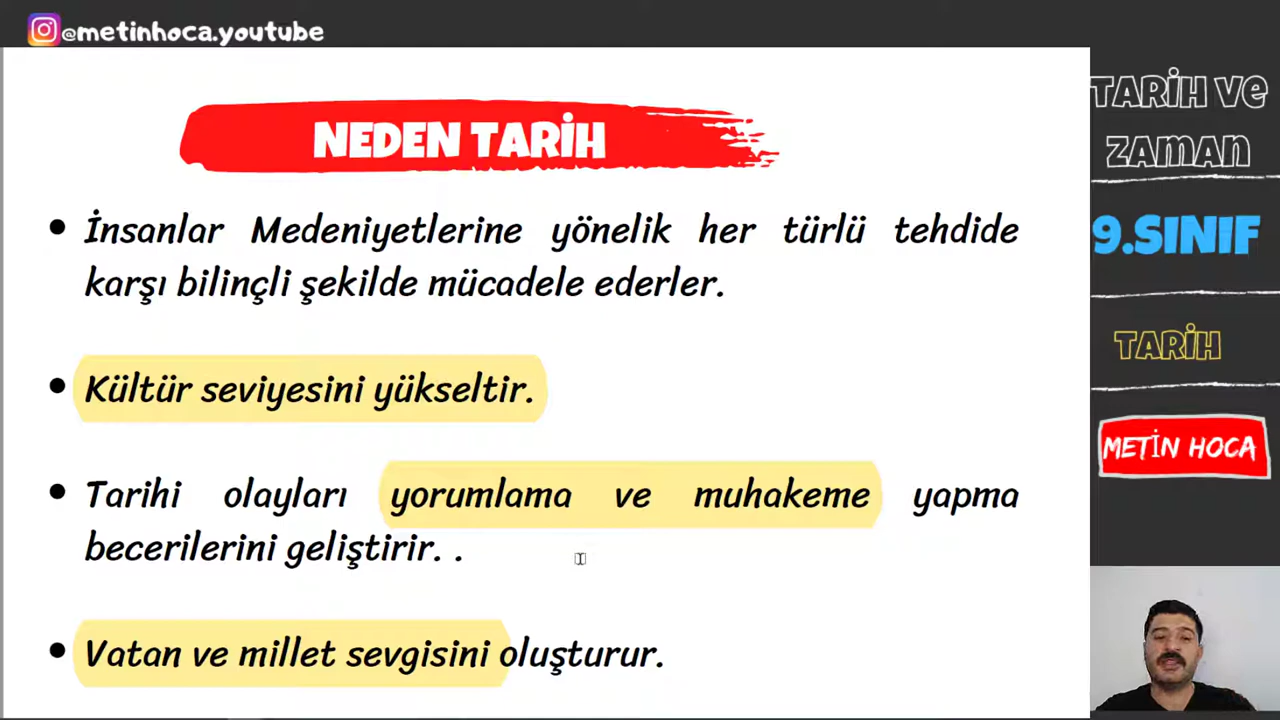 @metinhoca.youtube
NEDEN TARİH
• İnsanlar Medeniyetlerine yönelik her türlü tehdide
karşı bilinçli şekilde mücadele ederler.
• Kültür seviyesini yükseltir.
• Tarihi olayları yorumlama ve muhakeme yapma
becerilerini geliştirir. .
• Vatan ve millet sevgisini oluşturur.
TARİH VE
ZAMAN
9.SINIF
TARİH
METİN HOCA